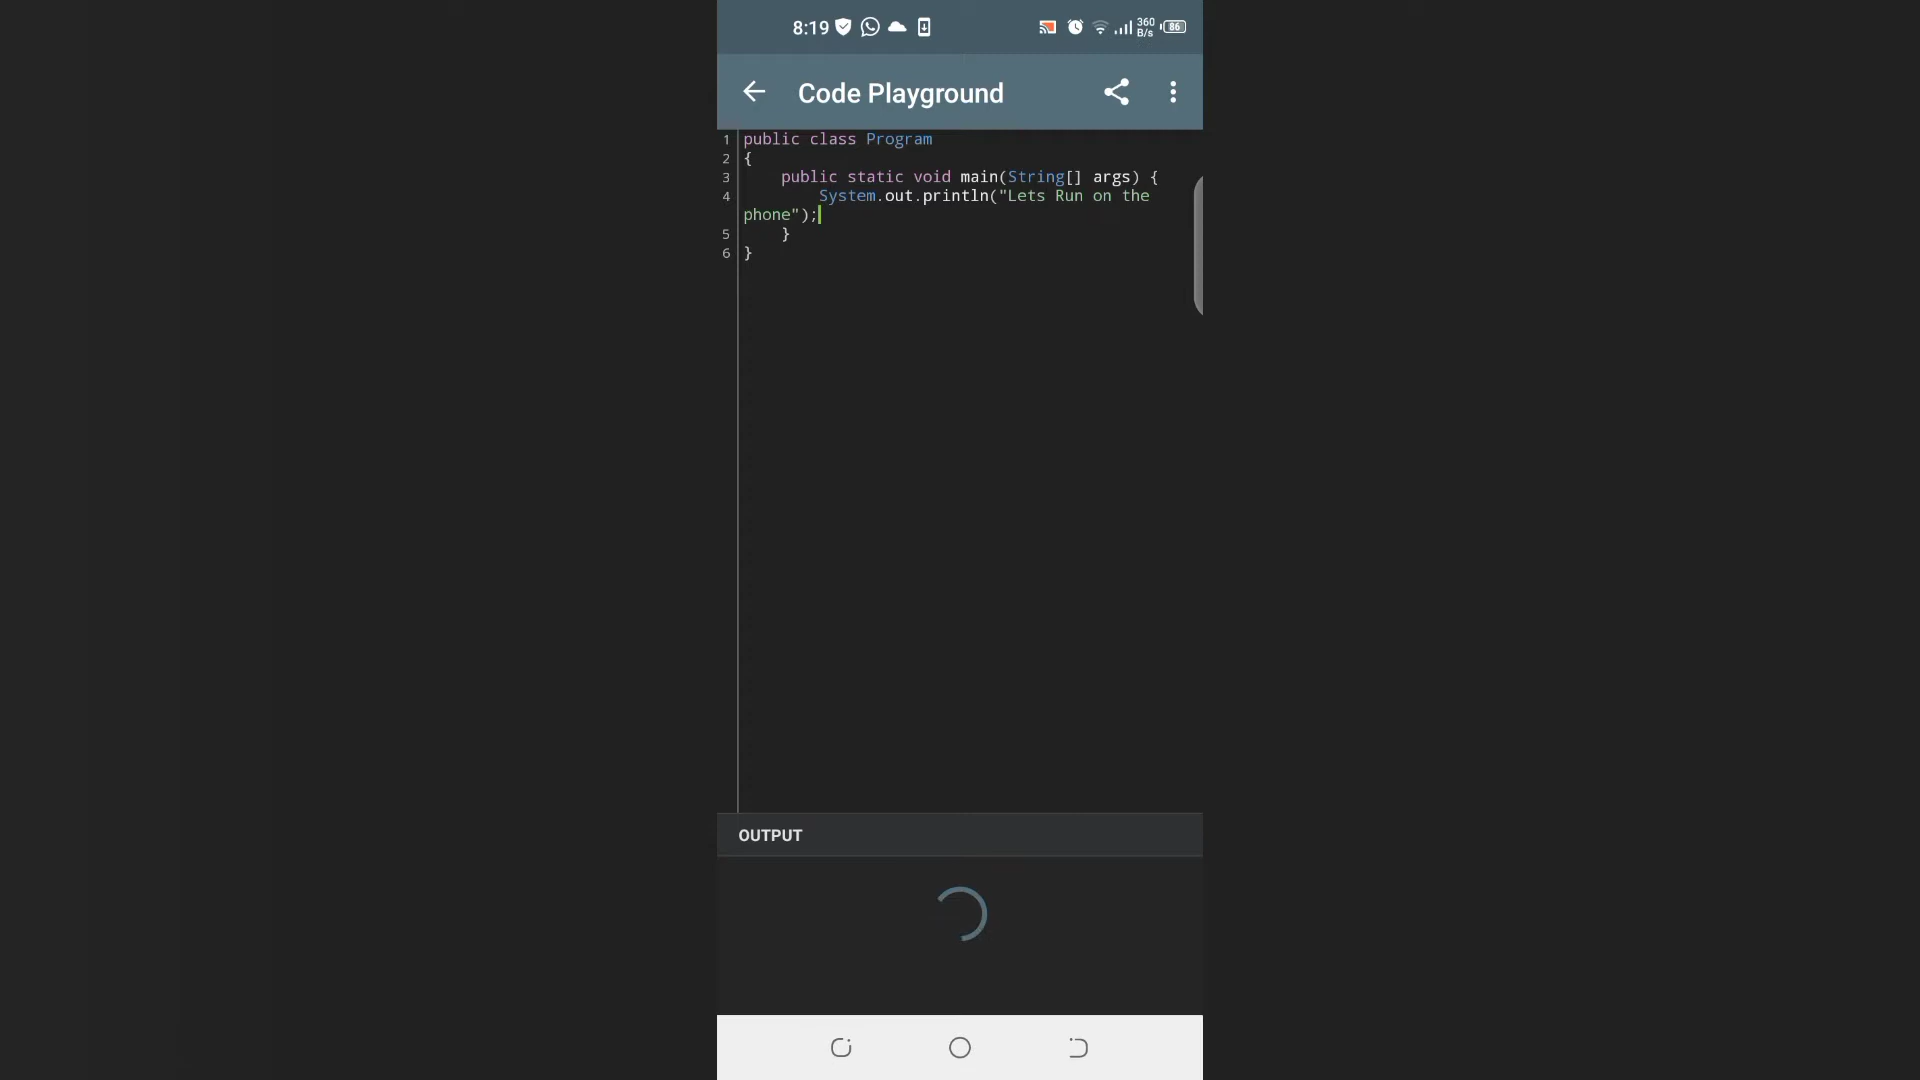 8:19 360 B/s 86
Code Playground
1 public class Program
2 {
3     public static void main(String[] args) {
4         System.out.println("Lets Run on the
phone");
5     }
6 }
OUTPUT